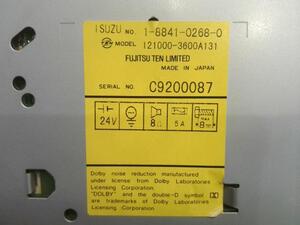 ISUZU NO. 1-8841-0268-0
MODEL 121000-3600A131
FUJITSU TEN LIMITED
MADE IN JAPAN
SERIAL NO. C9200087
24V 8Ω 5A
Dolby noise reduction manufactured
under license from Dolby Laboratories
Licensing Corporation.
"DOLBY" and the double-D symbol
are trademarks of Dolby Laboratories
Licensing Corporation.